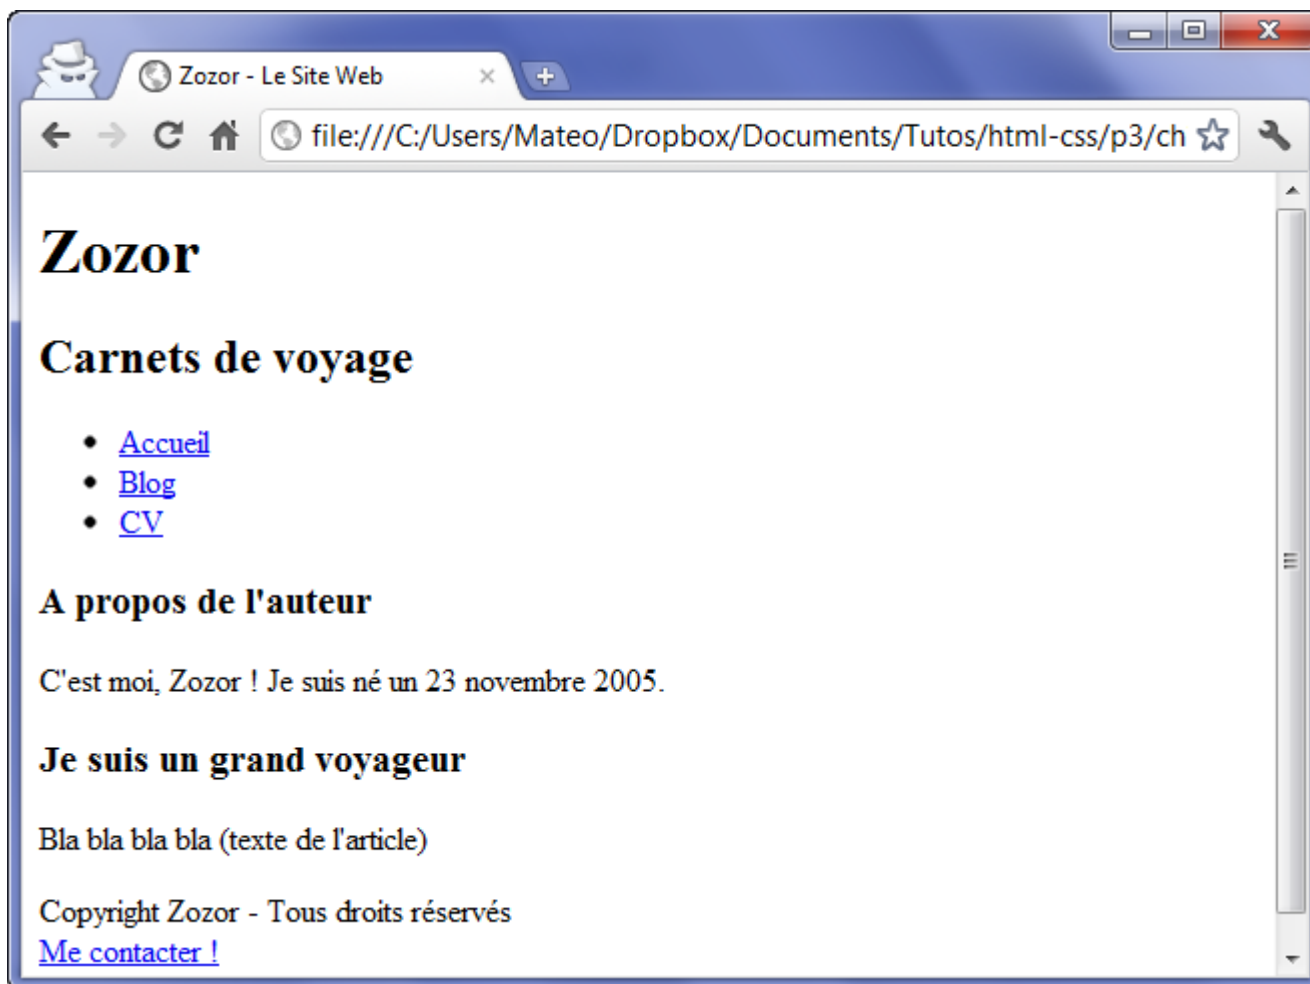 Zozor - Le Site Web
file:///C:/Users/Mateo/Dropbox/Documents/Tutos/html-css/p3/ch
Zozor
Carnets de voyage
Accueil
Blog
CV
A propos de l'auteur
C'est moi, Zozor ! Je suis né un 23 novembre 2005.
Je suis un grand voyageur
Bla bla bla bla (texte de l'article)
Copyright Zozor - Tous droits réservés
Me contacter !